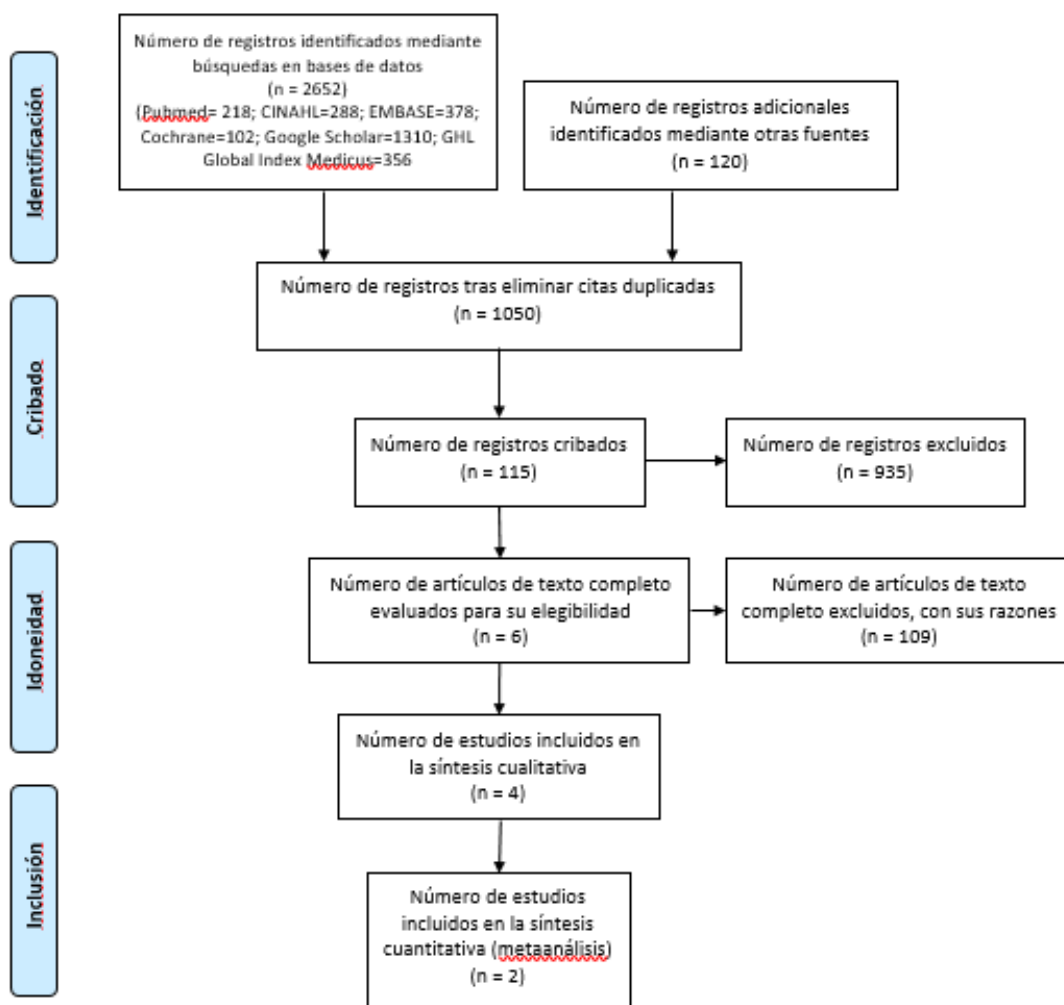 Identificación
Número de registros identificados mediante
búsquedas en bases de datos
(n = 2652)
(Pubmed= 218; CINAHL=288; EMBASE=378;
Cochrane=102; Google Scholar=1310; GHL
Global Index Medicus=356
Número de registros adicionales
identificados mediante otras fuentes
(n = 120)
Número de registros tras eliminar citas duplicadas
(n = 1050)
Cribado
Número de registros cribados
(n = 115)
Número de registros excluidos
(n = 935)
Idoneidad
Número de artículos de texto completo
evaluados para su elegibilidad
(n = 6)
Número de artículos de texto
completo excluidos, con sus razones
(n = 109)
Número de estudios incluidos en
la síntesis cualitativa
(n = 4)
Inclusión
Número de estudios
incluidos en la síntesis
cuantitativa (metaanálisis)
(n = 2)